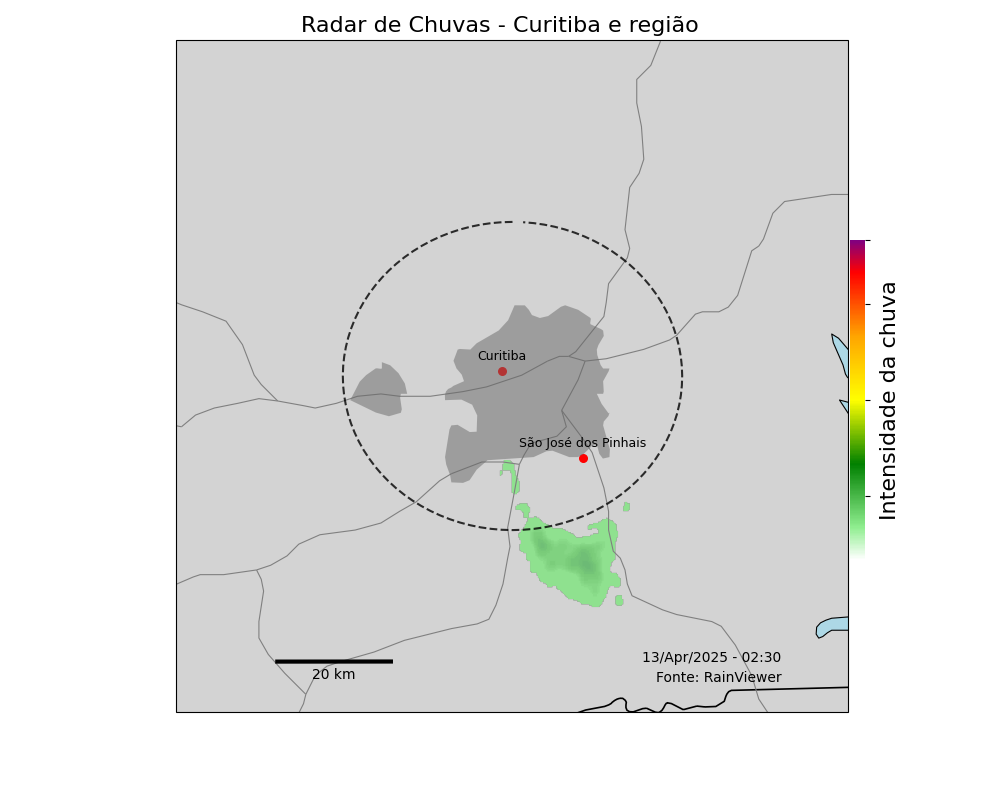 Radar de Chuvas - Curitiba e região
Curitiba
São José dos Pinhais
Intensidade da chuva
13/Apr/2025 - 02:30
Fonte: RainViewer
20 km